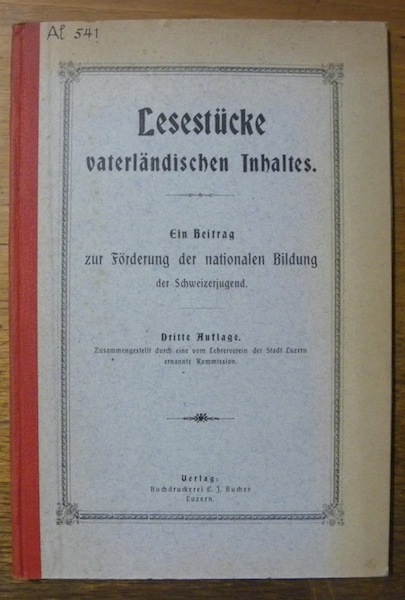 AL 541
Lesestücke
vaterländischen Inhaltes.
Ein Beitrag
zur Förderung der nationalen Bildung
der Schweizerjugend.
Dritte Auflage.
Zusammengestellt durch eine vom Lehrerverein der Stadt Luzern
ernannte Kommission.
Verlag:
Buchdruckerei L. J. Bucher
Luzern.